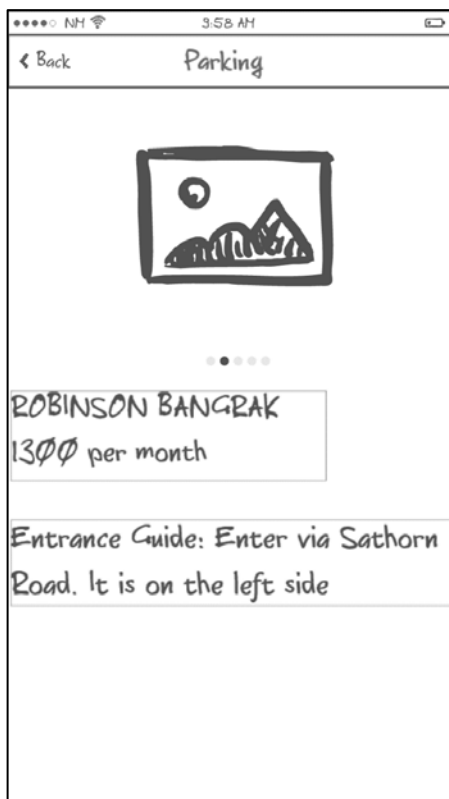 NM 3:58 AM
Back Parking
ROBINSON BANGRAK
1300 per month
Entrance Guide: Enter via Sathorn
Road. It is on the left side